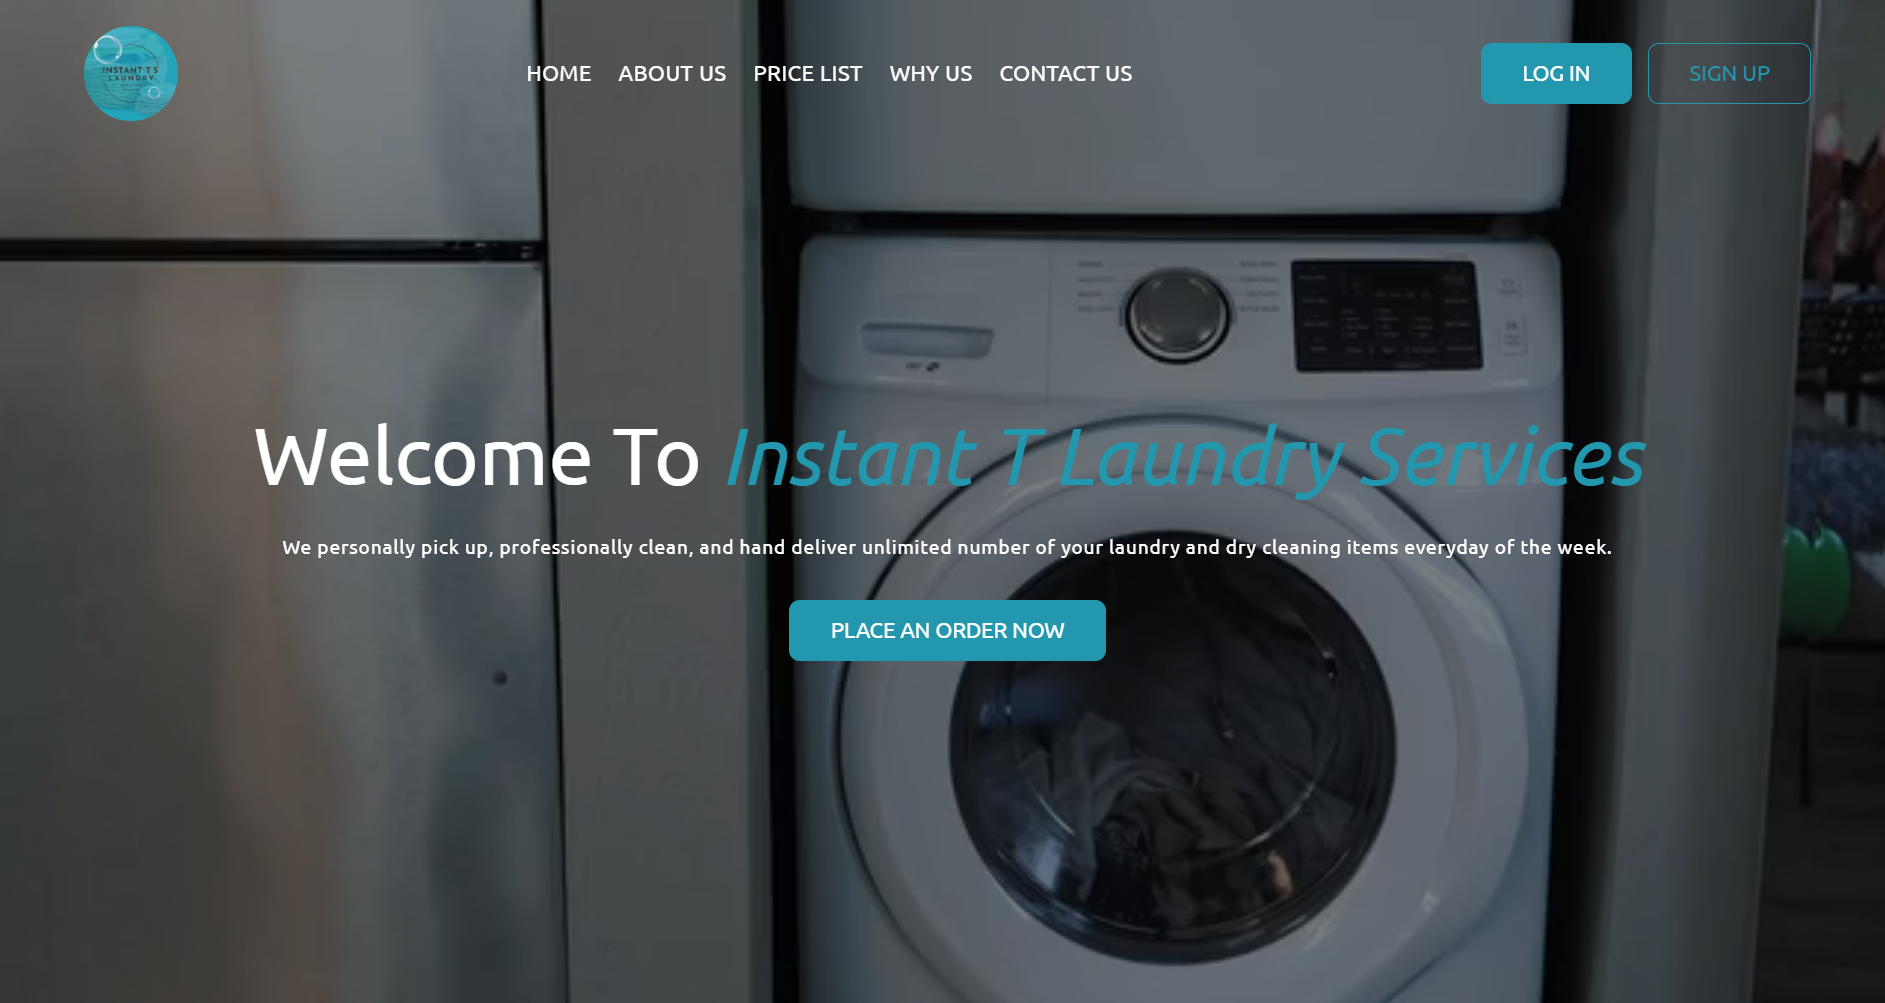 INSTANT T'S
LAUNDRY
HOME
ABOUT US
PRICE LIST
WHY US
CONTACT US
LOG IN
SIGN UP
Welcome To Instant T Laundry Services
We personally pick up, professionally clean, and hand deliver unlimited number of your laundry and dry cleaning items everyday of the week.
PLACE AN ORDER NOW